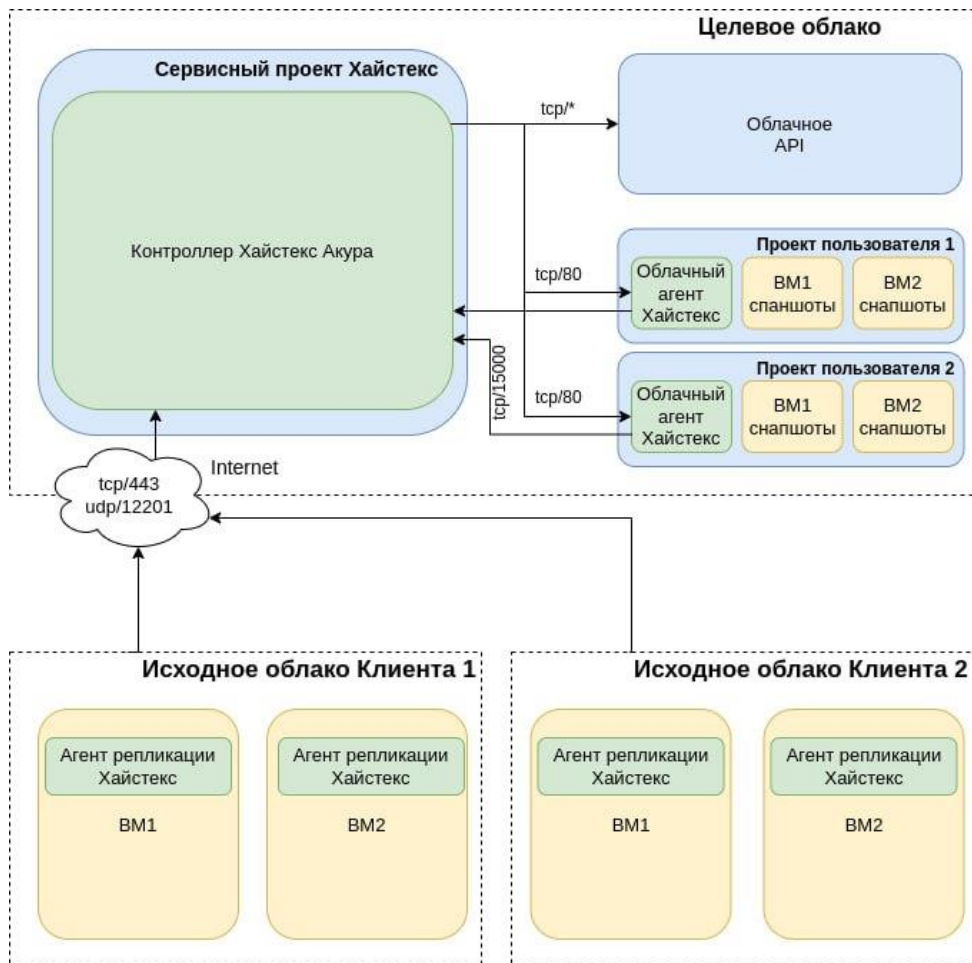 Целевое облако
Сервисный проект Хайстекс
tcp/*
Облачное
API
Контроллер Хайстекс Акура
Проект пользователя 1
tcp/80
Облачный
агент
Хайстекс
ВМ1
спаншоты
ВМ2
снапшоты
tcp/15000
Проект пользователя 2
tcp/80
Облачный
агент
Хайстекс
ВМ1
снапшоты
ВМ2
снапшоты
Internet
tcp/443
udp/12201
Исходное облако Клиента 1
Агент репликации
Хайстекс
ВМ1
Агент репликации
Хайстекс
ВМ2
Исходное облако Клиента 2
Агент репликации
Хайстекс
ВМ1
Агент репликации
Хайстекс
ВМ2